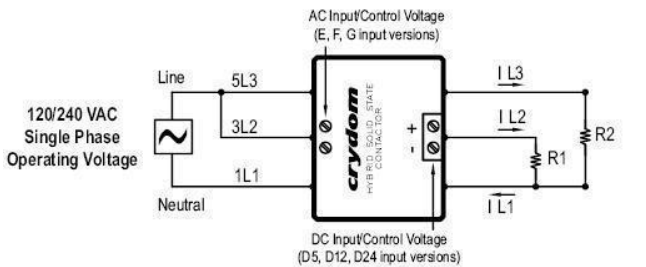 AC Input/Control Voltage
(E, F, G input versions)
Line
5L3
I L3
120/240 VAC
Single Phase
Operating Voltage
3L2
+
-
I L2
R2
crydom
HYBRID SOLID STATE
CONTACTOR
R1
1L1
Neutral
I L1
DC Input/Control Voltage
(D5, D12, D24 input versions)